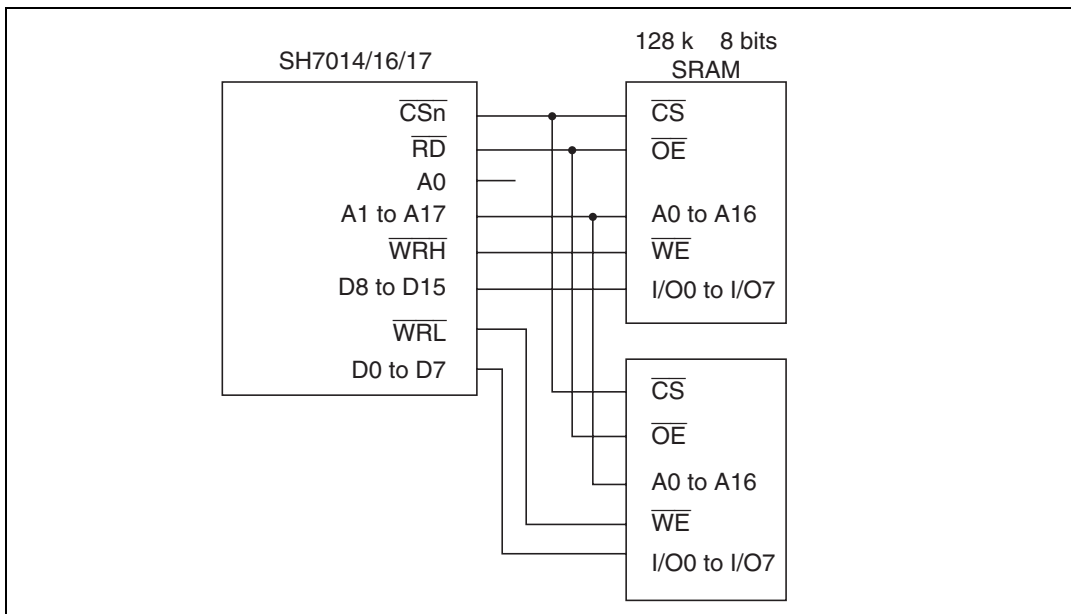 SH7014/16/17
CSn
RD
A0
A1 to A17
WRH
D8 to D15
WRL
D0 to D7
128 k 8 bits
SRAM
CS
OE
A0 to A16
WE
I/O0 to I/O7
CS
OE
A0 to A16
WE
I/O0 to I/O7